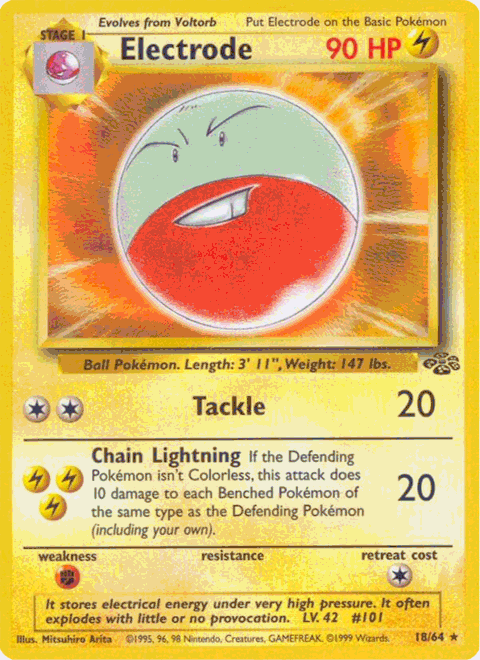 Evolves from Voltorb Put Electrode on the Basic Pokémon
STAGE 1
Electrode 90 HP
Ball Pokémon. Length: 3' 11", Weight: 147 lbs.
Tackle 20
Chain Lightning If the Defending
Pokémon isn't Colorless, this attack does
10 damage to each Benched Pokémon of
the same type as the Defending Pokémon
(including your own).
20
weakness resistance retreat cost
It stores electrical energy under very high pressure. It often
explodes with little or no provocation. LV. 42 #101
Illus. Mitsuhiro Arita ©1995, 96, 98 Nintendo, Creatures, GAMEFREAK. ©1999 Wizards. 18/64 ★